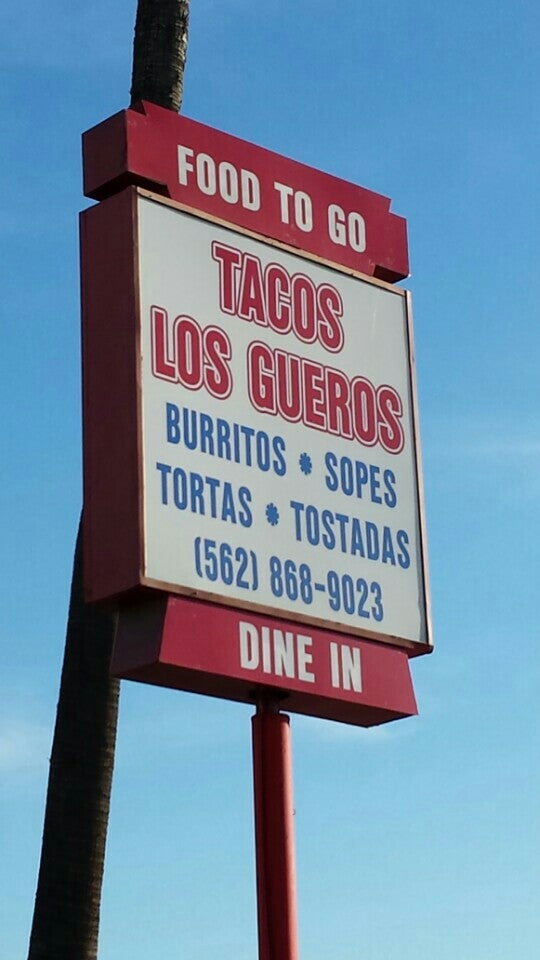 FOOD TO GO
TACOS
LOS GUEROS
BURRITOS * SOPES
TORTAS * TOSTADAS
(562) 868-9023
DINE IN